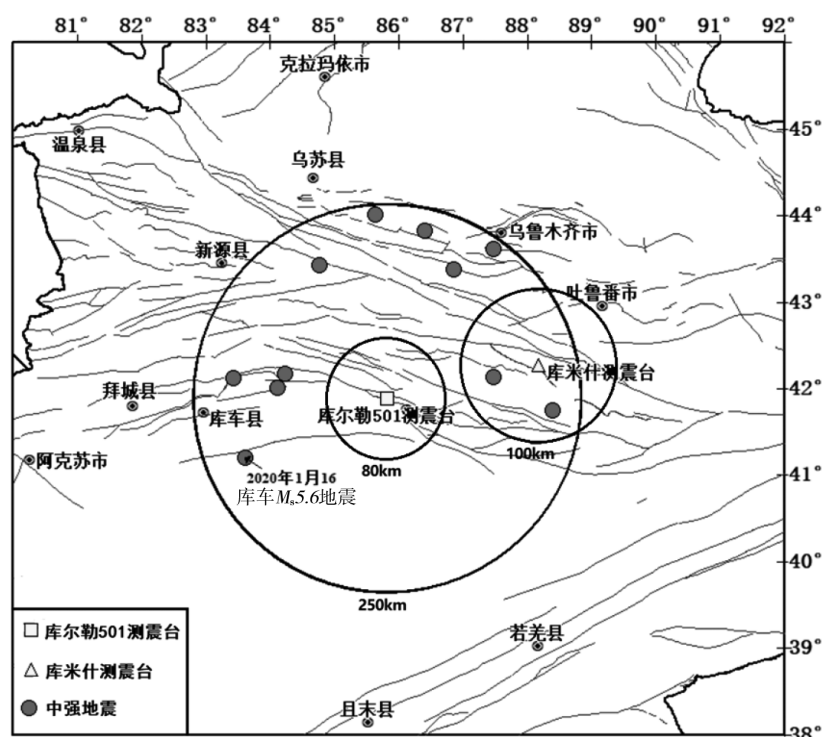 81° 82° 83° 84° 85° 86° 87° 88° 89° 90° 91° 92°
克拉玛依市
45°
温泉县
乌苏县
44°
乌鲁木齐市
新源县
吐鲁番市
43°
库米什测震台
拜城县
42°
库车县
库尔勒501测震台
100km
阿克苏市
80km
2020年1月16
41°
库车Ms5.6地震
40°
250km
库尔勒501测震台
若羌县
39°
库米什测震台
中强地震
且末县
38°